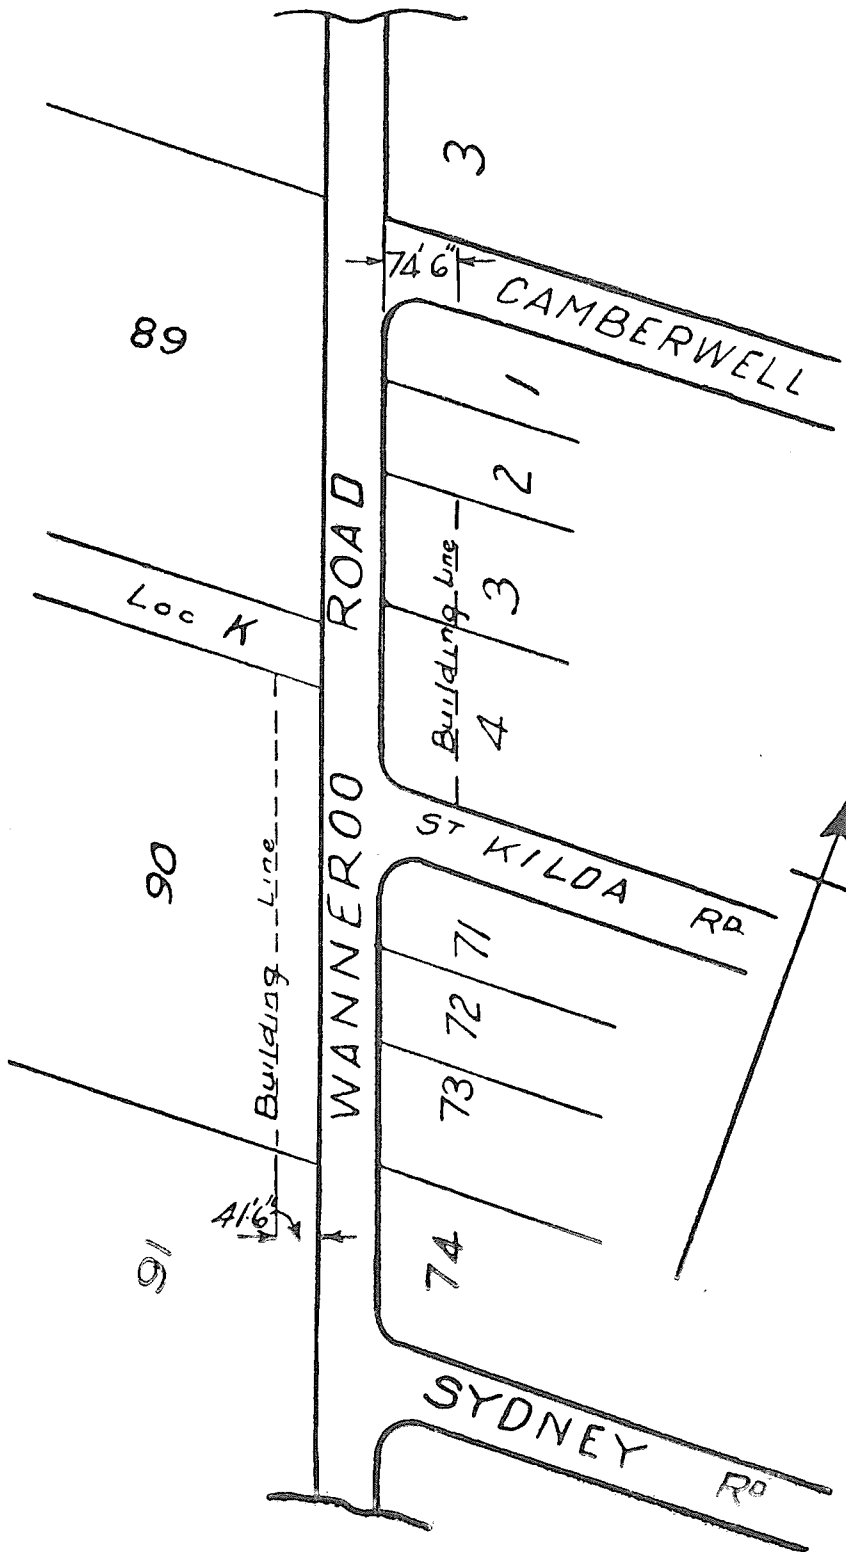 3
74'6"
CAMBERWELL
89
1
2
3
4
Building Line
Loc K
WANNEROO ROAD
ST KILDA RD
90
Building Line
71
72
73
74
41'6"
91
SYDNEY RD